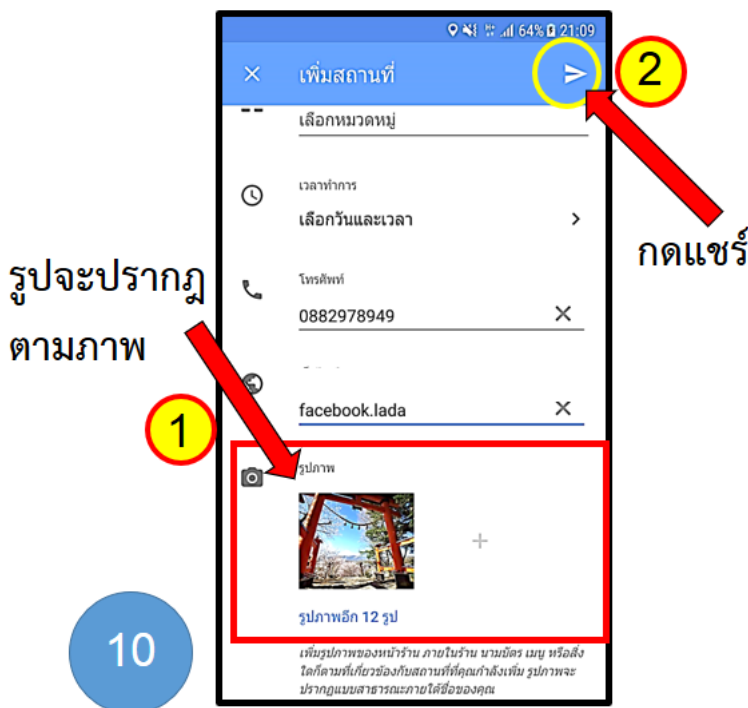 64% 21:09
เพิ่มสถานที่
2
เลือกหมวดหมู่
เวลาทำการ
เลือกวันและเวลา
กดแชร์
รูปจะปรากฎ
ตามภาพ
โทรศัพท์
0882978949
facebook.lada
1
รูปภาพ
รูปภาพอีก 12 รูป
10
เพิ่มรูปภาพของหน้าร้าน ภายในร้าน นามบัตร เมนู หรือสิ่ง
ใดก็ตามที่เกี่ยวข้องกับสถานที่ที่คุณกำลังเพิ่ม รูปภาพจะ
ปรากฏแบบสาธารณะภายใต้ชื่อของคุณ